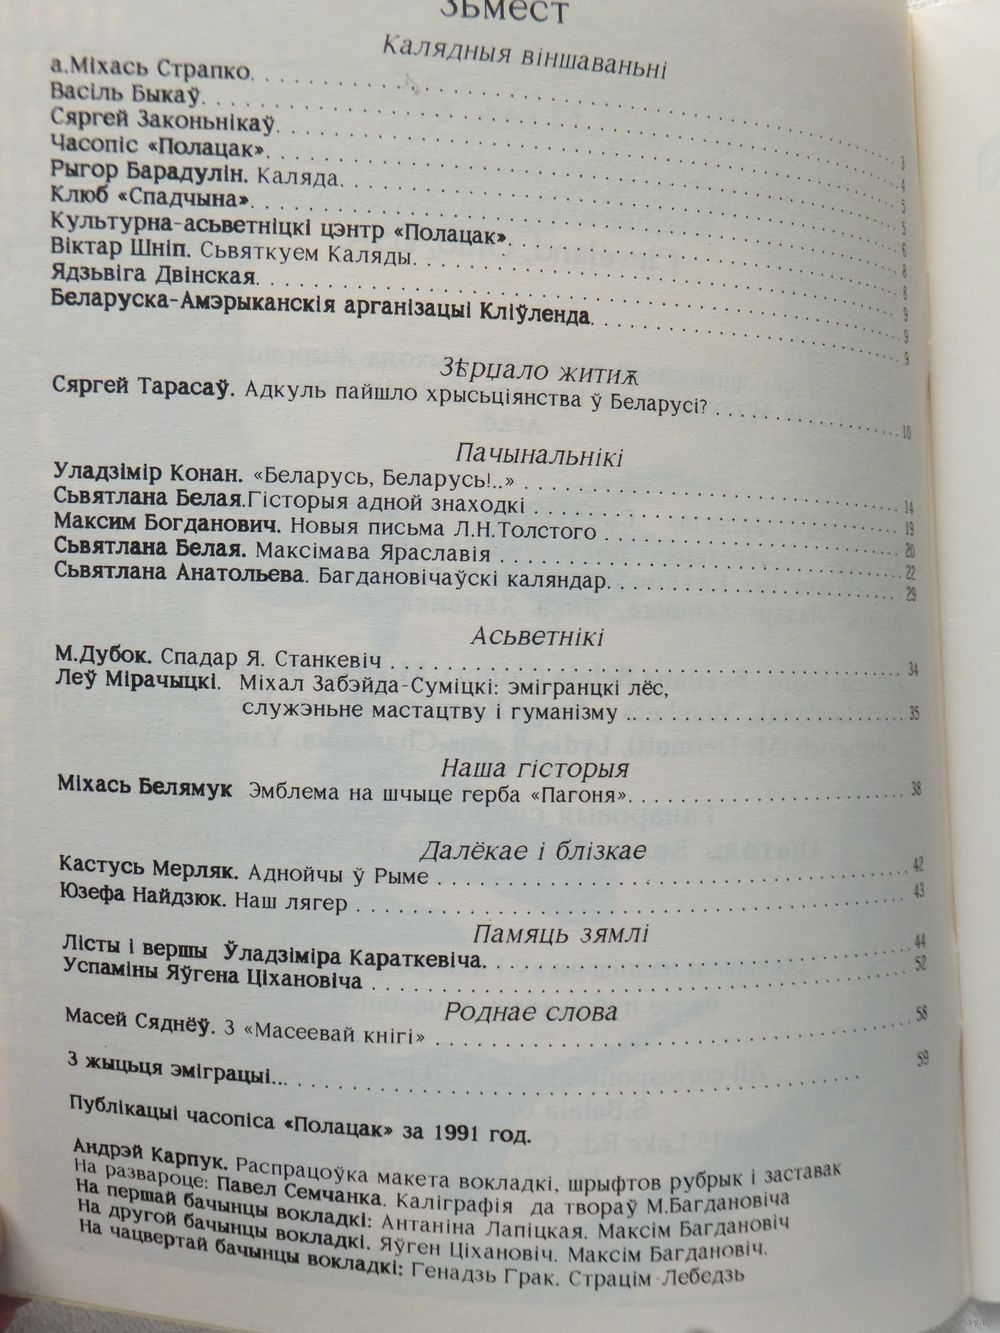 Зьмест
Калядныя віншаваньні
а.Міхась Страпко
Васіль Быкаў 3
Сяргей Законьнікаў 4
Часопіс «Полацак» 5
Рыгор Барадулін. Каляда 5
Клюб «Спадчына» 6
Культурна-асьветніцкі цэнтр «Полацак» 8
Віктар Шніп. Сьвяткуем Каляды 8
Ядзьвіга Двінская 9
Беларуска-Амэрыканскія арганізацыі Кліўленда 9
9
Зѣрцало житиѫ
Сяргей Тарасаў. Адкуль пайшло хрысьціянства ў Беларусі? 10
Пачынальнікі
Уладзімір Конан. «Беларусь, Беларусь!..» 14
Сьвятлана Белая.Гісторыя адной знаходкі 19
Максим Богданович. Новыя письма Л.Н.Толстого 20
Сьвятлана Белая. Максімава Яраславія 22
Сьвятлана Анатольева. Багдановічаўскі каляндар 29
Асьветнікі
М.Дубок. Спадар Я. Станкевіч 34
Леў Мірачыцкі. Міхал Забэйда-Суміцкі: эмігранцкі лёс,
служэньне мастацтву і гуманізму 35
Наша гісторыя
Міхась Белямук Эмблема на шчыце герба «Пагоня» 38
Далёкае і блізкае
Кастусь Мерляк. Аднойчы ў Рыме 42
Юзефа Найдзюк. Наш лягер 43
Памяць зямлі
Лісты і вершы Ўладзіміра Караткевіча 44
Успаміны Яўгена Ціхановіча 52
Роднае слова
Масей Сяднёў. З «Масеевай кнігі» 58
З жыцьця эміграцыі... 59
Публікацыі часопіса «Полацак» за 1991 год.
Андрэй Карпук. Распрацоўка макета вокладкі, шрыфтов рубрык і заставак
На развароце: Павел Семчанка. Каліграфія да твораў М.Багдановіча
На першай бачынцы вокладкі: Антаніна Лапіцкая. Максім Багдановіч
На другой бачынцы вокладкі. Яўген Ціхановіч. Максім Багдановіч.
На чацвертай бачынцы вокладкі: Генадзь Грак. Страцім-Лебедзь